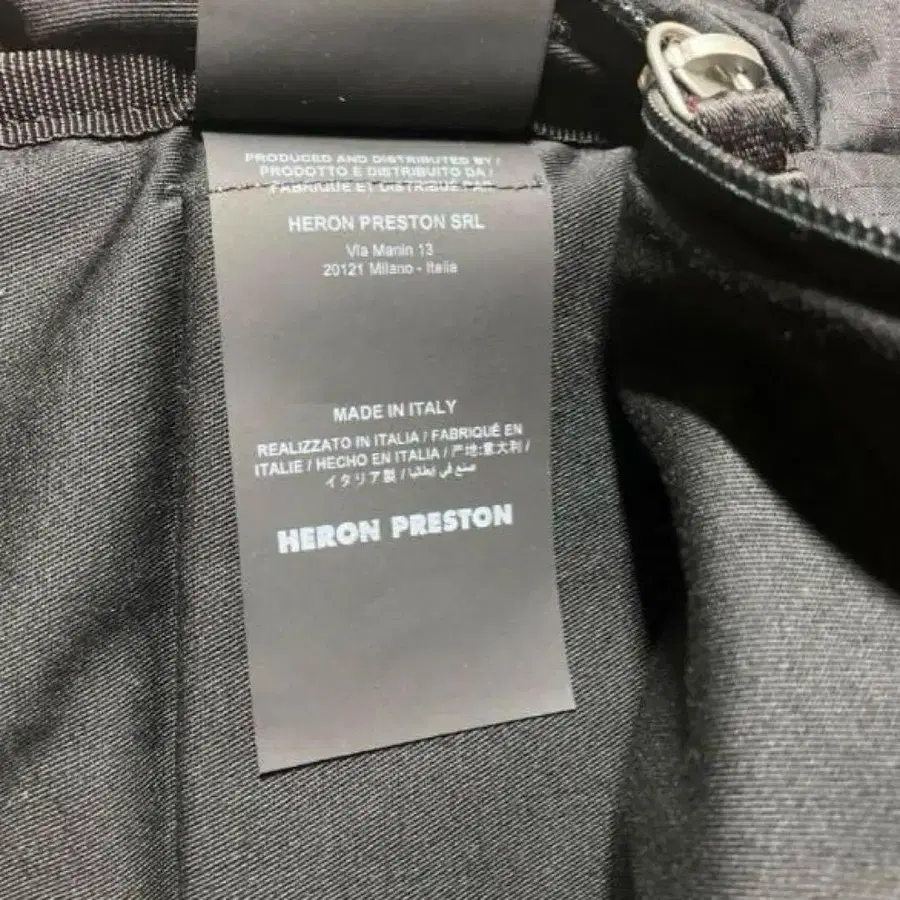 PRODUCED AND DISTRIBUTED BY /
PRODOTTO E DISTRIBUITO DA /
FABRIQUÉ ET DISTRIBUÉ PAR
HERON PRESTON SRL
Via Manin 13
20121 Milano - Italia
MADE IN ITALY
REALIZZATO IN ITALIA / FABRIQUÉ EN
ITALIE / HECHO EN ITALIA / 产地:意大利 /
イタリア製 / صنع في إيطاليا
HERON PRESTON